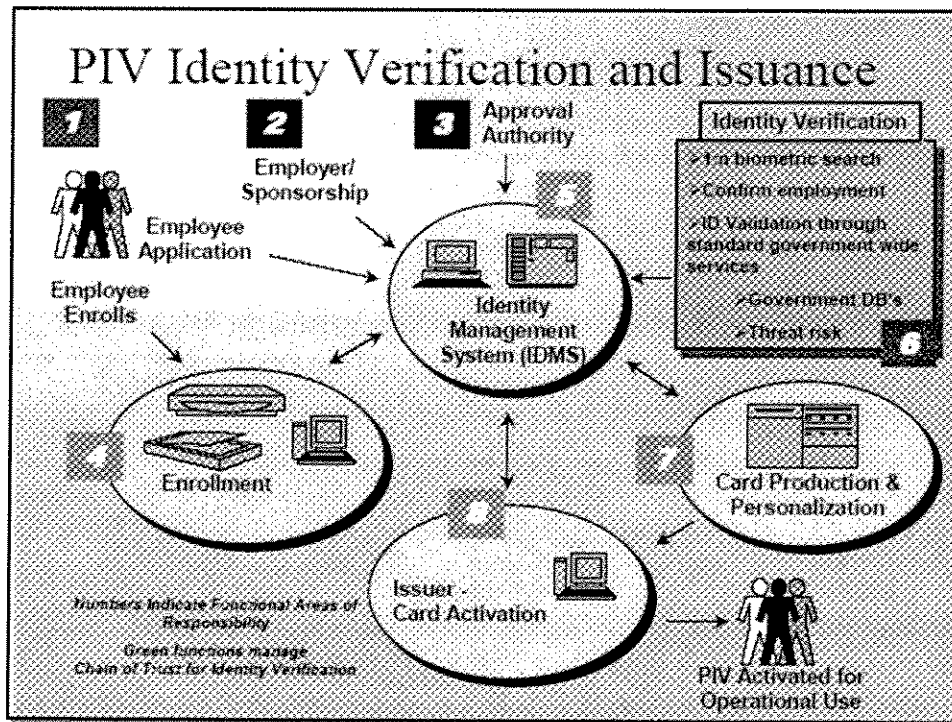 PIV Identity Verification and Issuance
1
2
3
Approval
Authority
Employer/
Sponsorship
Employee
Application
Employee
Enrolls
Identity Verification
➢1:n biometric search
➢Confirm employment
➢ID Validation through
standard government wide
services
➢Government DB's
➢Threat risk
6
5
Identity
Management
System (IDMS)
4
Enrollment
7
Card Production &
Personalization
8
Issuer -
Card Activation
Numbers Indicate Functional Areas of
Responsibility
Green functions manage
Chain of Trust for Identity Verification
PIV Activated for
Operational Use